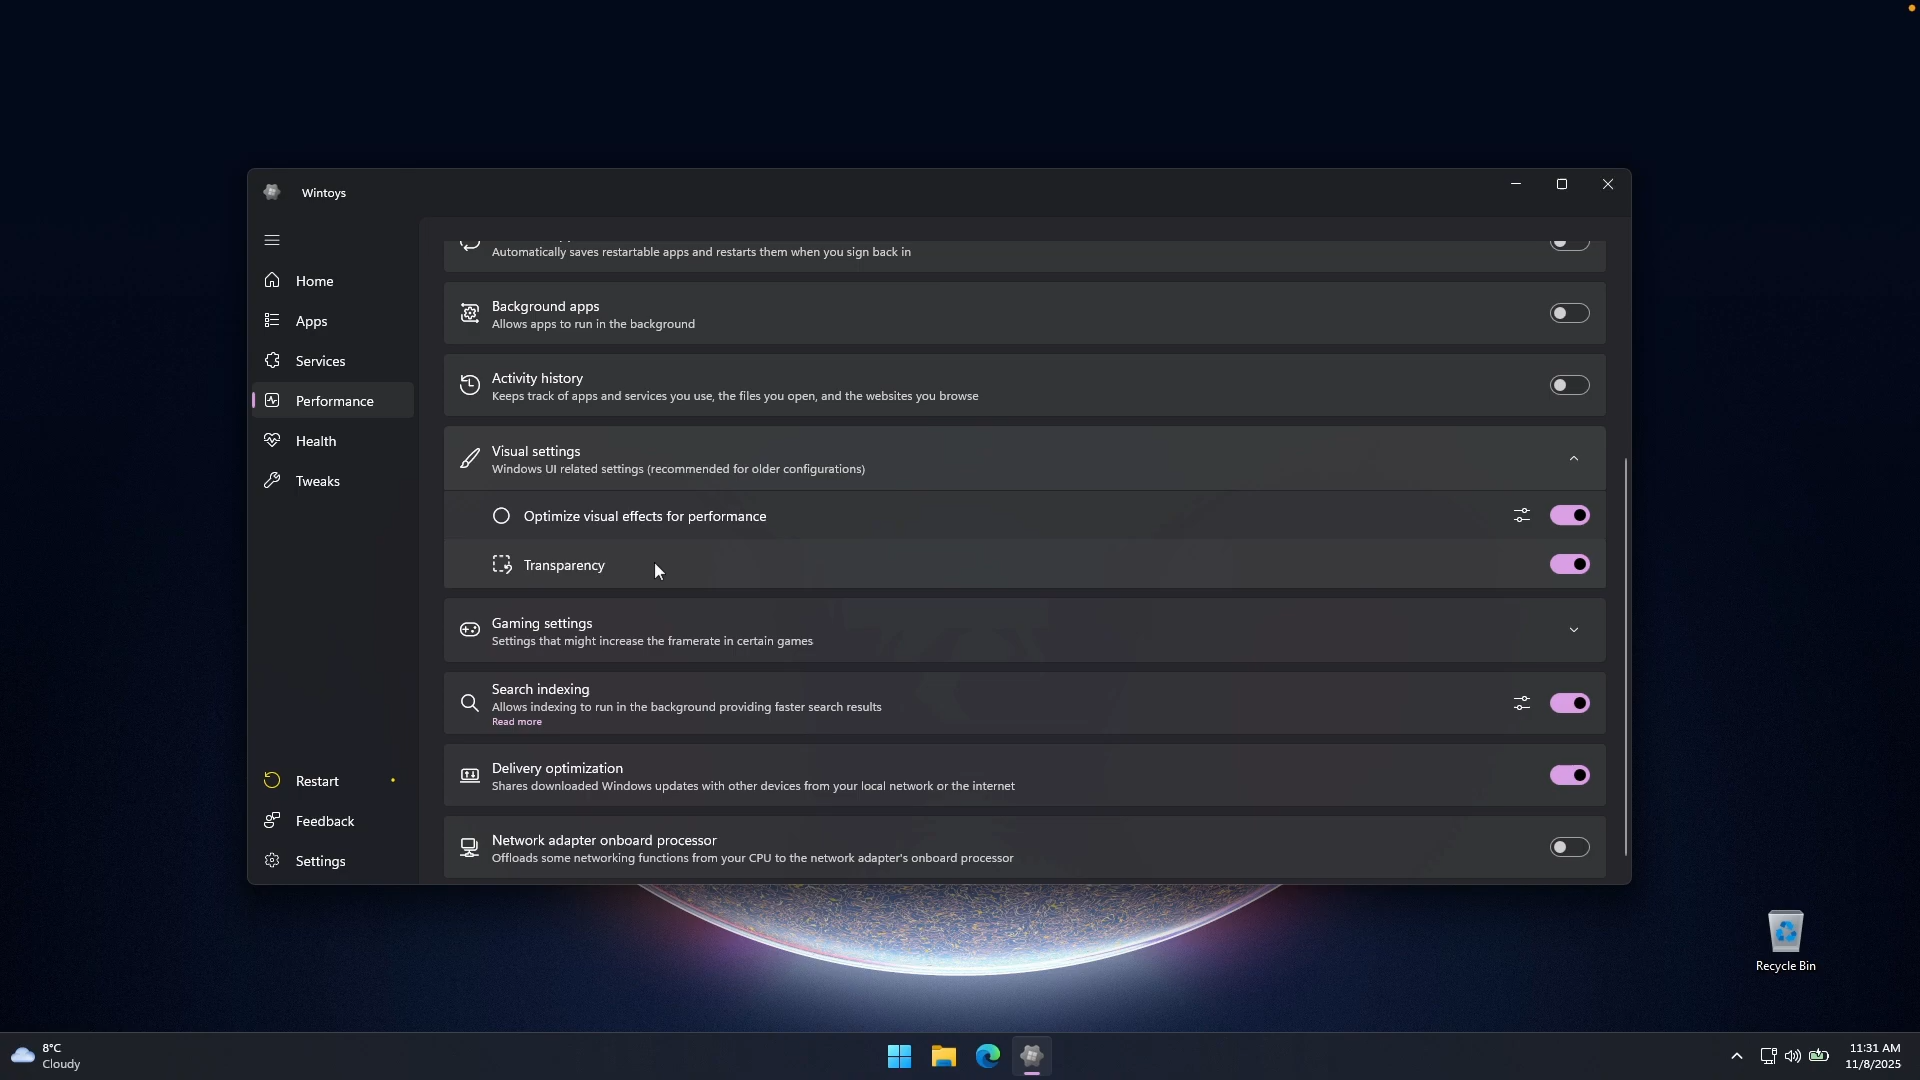 Wintoys
Home
Apps
Services
Performance
Health
Tweaks
Restart
Feedback
Settings
Automatically saves restartable apps and restarts them when you sign back in
Background apps
Allows apps to run in the background
Activity history
Keeps track of apps and services you use, the files you open, and the websites you browse
Visual settings
Windows UI related settings (recommended for older configurations)
Optimize visual effects for performance
Transparency
Gaming settings
Settings that might increase the framerate in certain games
Search indexing
Allows indexing to run in the background providing faster search results
Read more
Delivery optimization
Shares downloaded Windows updates with other devices from your local network or the internet
Network adapter onboard processor
Offloads some networking functions from your CPU to the network adapter's onboard processor
Recycle Bin
8°C
Cloudy
11:31 AM
11/8/2025